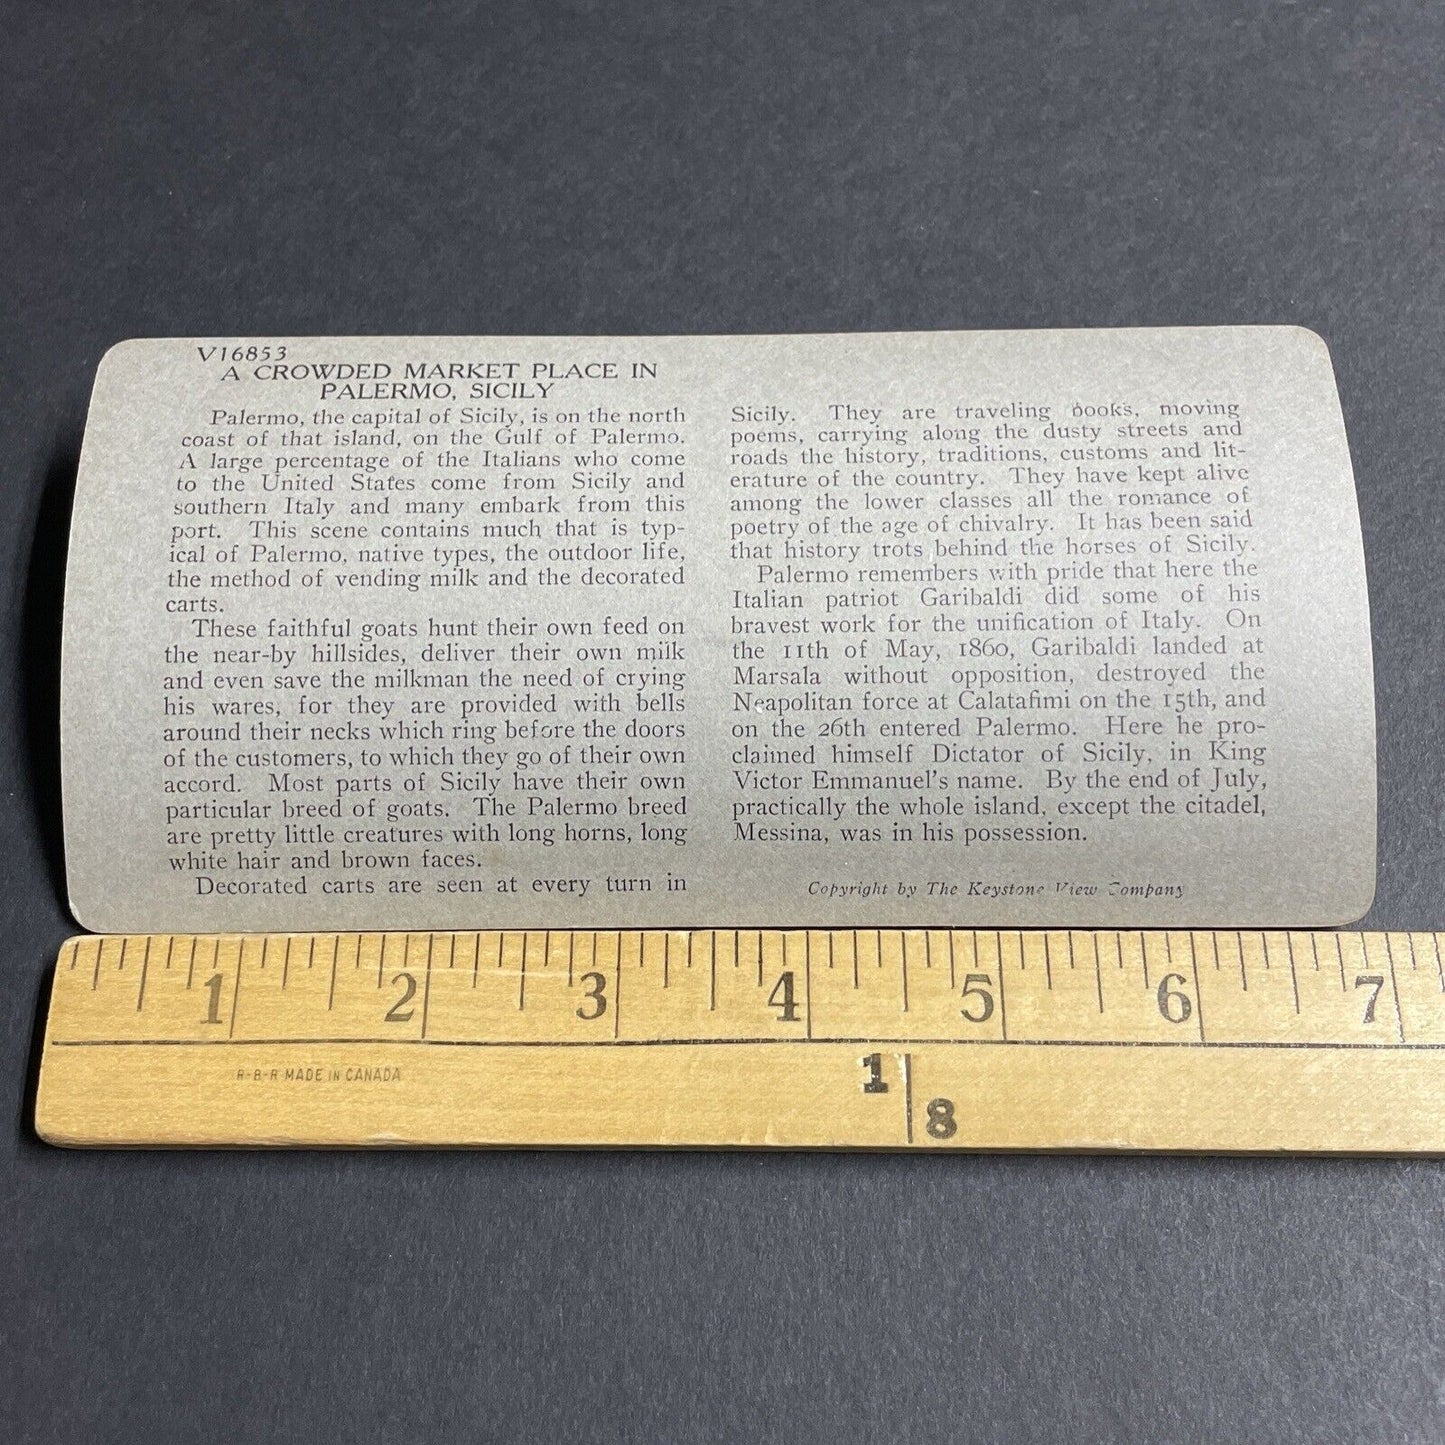 V16853
A CROWDED MARKET PLACE IN
PALERMO, SICILY
Palermo, the capital of Sicily, is on the north
coast of that island, on the Gulf of Palermo.
A large percentage of the Italians who come
to the United States come from Sicily and
southern Italy and many embark from this
port. This scene contains much that is typ-
ical of Palermo, native types, the outdoor life,
the method of vending milk and the decorated
carts.
These faithful goats hunt their own feed on
the near-by hillsides, deliver their own milk
and even save the milkman the need of crying
his wares, for they are provided with bells
around their necks which ring before the doors
of the customers, to which they go of their own
accord. Most parts of Sicily have their own
particular breed of goats. The Palermo breed
are pretty little creatures with long horns, long
white hair and brown faces.
Decorated carts are seen at every turn in
Sicily. They are traveling books, moving
poems, carrying along the dusty streets and
roads the history, traditions, customs and lit-
erature of the country. They have kept alive
among the lower classes all the romance of
poetry of the age of chivalry. It has been said
that history trots behind the horses of Sicily.
Palermo remembers with pride that here the
Italian patriot Garibaldi did some of his
bravest work for the unification of Italy. On
the 11th of May, 1860, Garibaldi landed at
Marsala without opposition, destroyed the
Neapolitan force at Calatafimi on the 15th, and
on the 26th entered Palermo. Here he pro-
claimed himself Dictator of Sicily, in King
Victor Emmanuel's name. By the end of July,
practically the whole island, except the citadel,
Messina, was in his possession.
Copyright by The Keystone View Company
1 2 3 4 5 6 7
R-B-R MADE IN CANADA
1
8